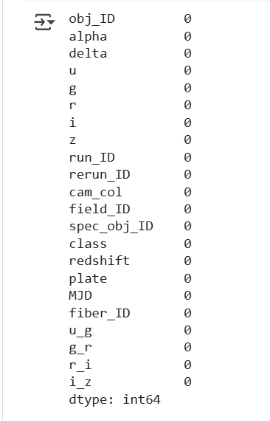 obj_ID 0
alpha 0
delta 0
u 0
g 0
r 0
i 0
z 0
run_ID 0
rerun_ID 0
cam_col 0
field_ID 0
spec_obj_ID 0
class 0
redshift 0
plate 0
MJD 0
fiber_ID 0
u_g 0
g_r 0
r_i 0
i_z 0
dtype: int64